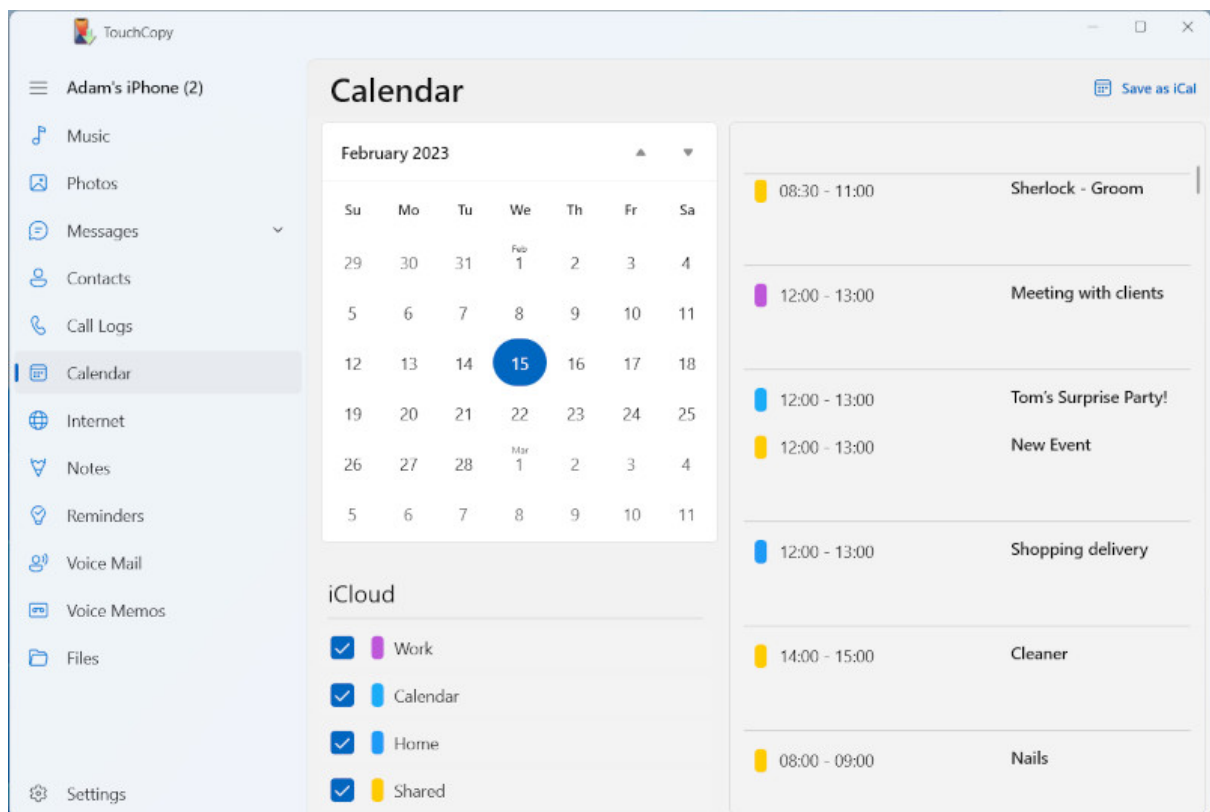 TouchCopy
Adam's iPhone (2)
Music
Photos
Messages
Contacts
Call Logs
Calendar
Internet
Notes
Reminders
Voice Mail
Voice Memos
Files
Settings
Calendar
Save as iCal
February 2023
Su Mo Tu We Th Fr Sa
Feb
29 30 31 1 2 3 4
5 6 7 8 9 10 11
12 13 14 15 16 17 18
19 20 21 22 23 24 25
Mar
26 27 28 1 2 3 4
5 6 7 8 9 10 11
iCloud
Work
Calendar
Home
Shared
08:30 - 11:00 Sherlock - Groom
12:00 - 13:00 Meeting with clients
12:00 - 13:00 Tom's Surprise Party!
12:00 - 13:00 New Event
12:00 - 13:00 Shopping delivery
14:00 - 15:00 Cleaner
08:00 - 09:00 Nails